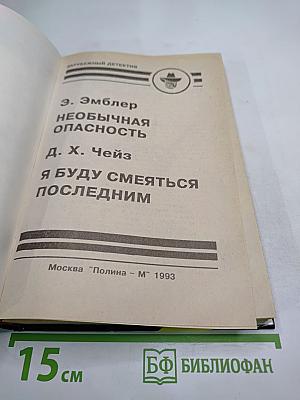 ЗАРУБЕЖНЫЙ ДЕТЕКТИВ
Э. Эмблер
НЕОБЫЧНАЯ
ОПАСНОСТЬ
Д. Х. Чейз
Я БУДУ СМЕЯТЬСЯ
ПОСЛЕДНИМ
Москва "Полина – М" 1993
15 см
БФ БИБЛИОФАН